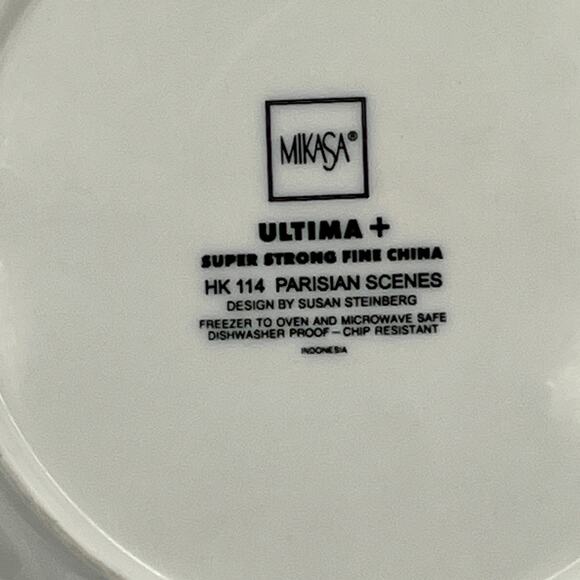 MIKASA®
ULTIMA +
SUPER STRONG FINE CHINA
HK 114 PARISIAN SCENES
DESIGN BY SUSAN STEINBERG
FREEZER TO OVEN AND MICROWAVE SAFE
DISHWASHER PROOF – CHIP RESISTANT
INDONESIA